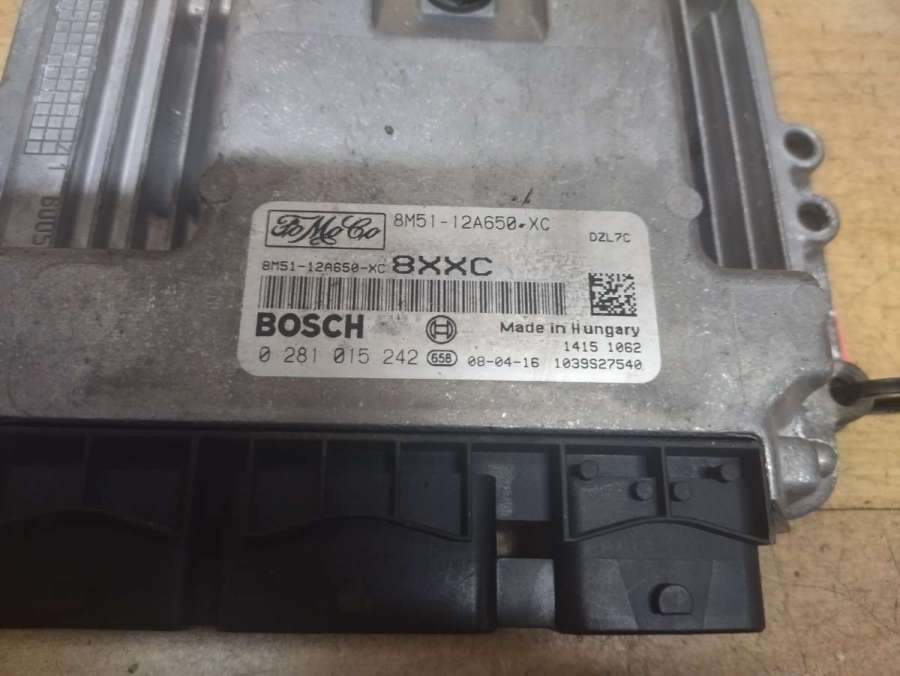 FoMoCo 8M51-12A650-XC
DZL7C
8M51-12A650-XC 8XXC
BOSCH
Made in Hungary
1415 1062
0 281 015 242 658 08-04-16 1039S27540